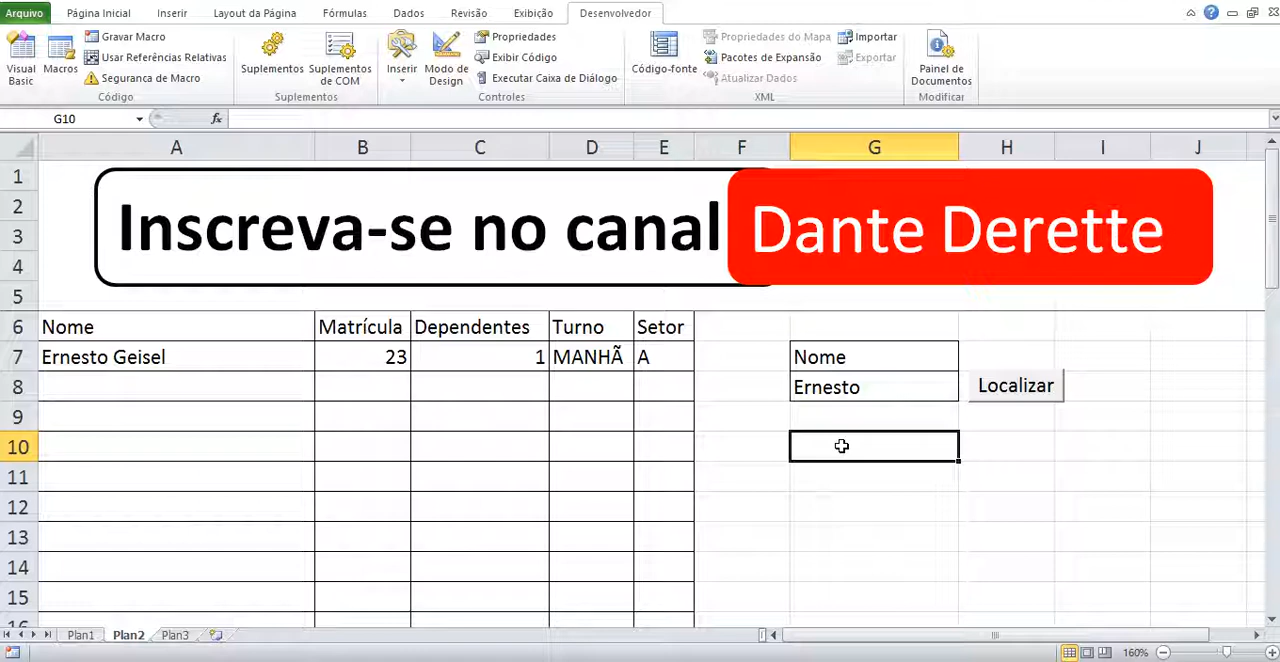 Arquivo Página Inicial Inserir Layout da Página Fórmulas Dados Revisão Exibição Desenvolvedor
Visual Basic
Macros
Gravar Macro
Usar Referências Relativas
Segurança de Macro
Código
Suplementos
Suplementos de COM
Suplementos
Inserir
Modo de Design
Propriedades
Exibir Código
Executar Caixa de Diálogo
Controles
Código-fonte
Propriedades do Mapa
Pacotes de Expansão
Atualizar Dados
Importar
Exportar
XML
Painel de Documentos
Modificar
G10 fx
A B C D E F G H I J
1
2
3
4
5
Inscreva-se no canal Dante Derette
6 Nome Matrícula Dependentes Turno Setor
7 Ernesto Geisel 23 1 MANHÃ A Nome
8 Ernesto Localizar
9
10
11
12
13
14
15
16
Plan1 Plan2 Plan3
160%